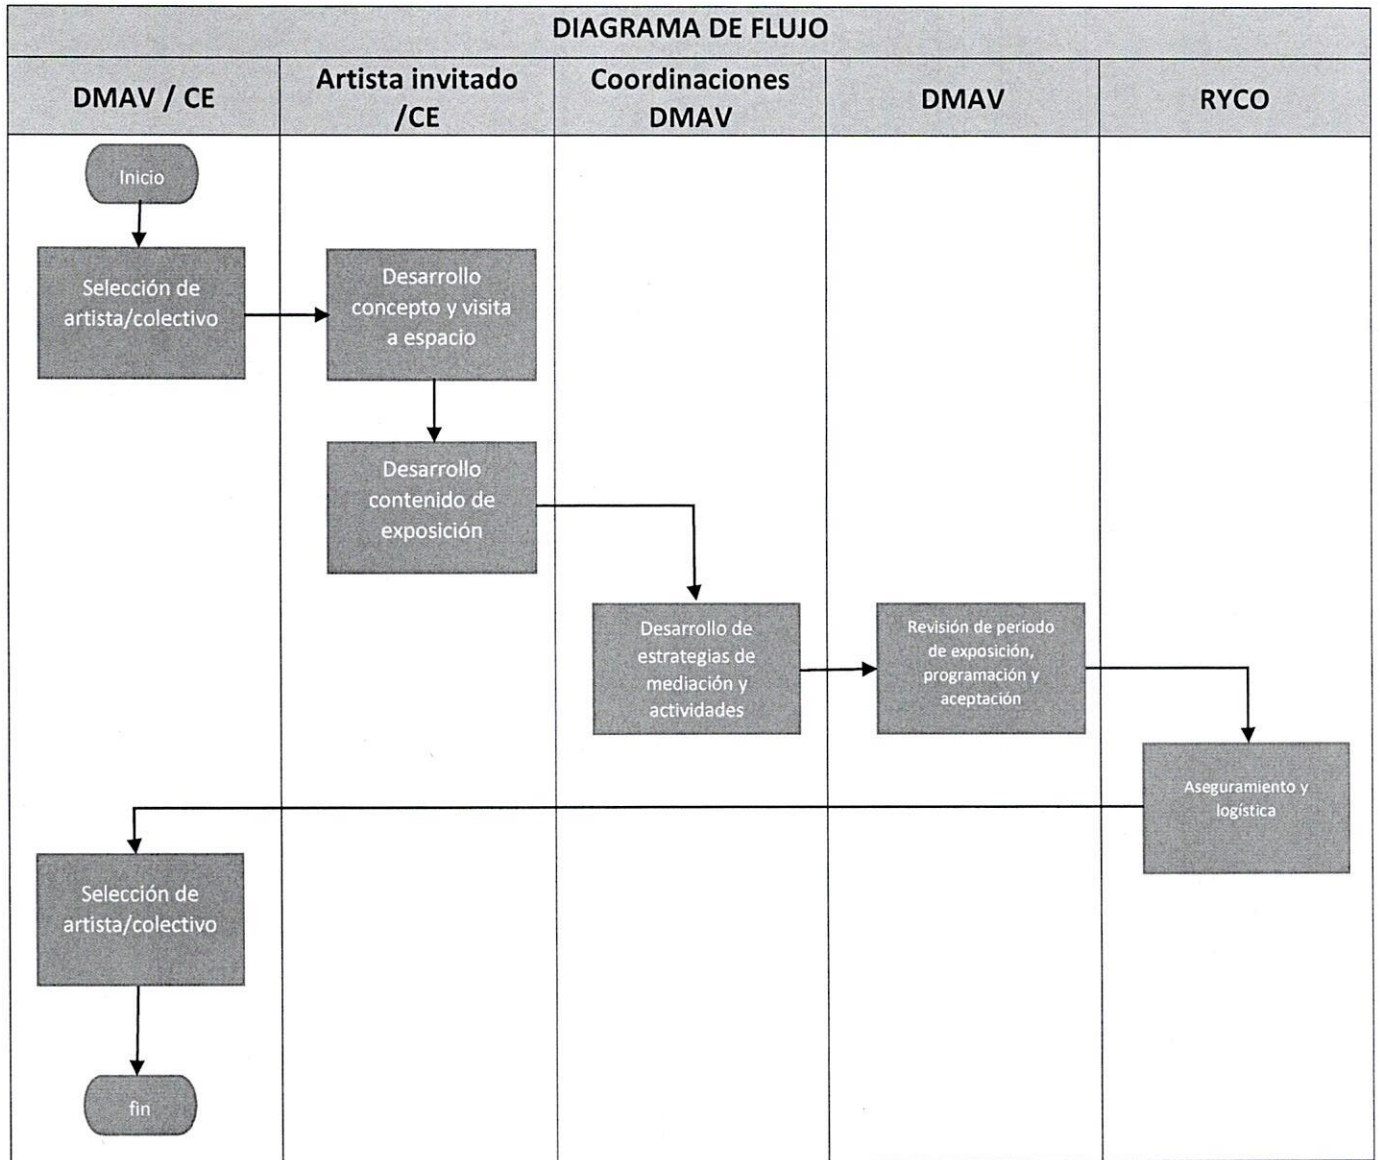 DIAGRAMA DE FLUJO
DMAV / CE
Artista invitado
/CE
Coordinaciones
DMAV
DMAV
RYCO
Inicio
Selección de
artista/colectivo
Desarrollo
concepto y visita
a espacio
Desarrollo
contenido de
exposición
Desarrollo de
estrategias de
mediación y
actividades
Revisión de periodo
de exposición,
programación y
aceptación
Aseguramiento y
logística
Selección de
artista/colectivo
fin